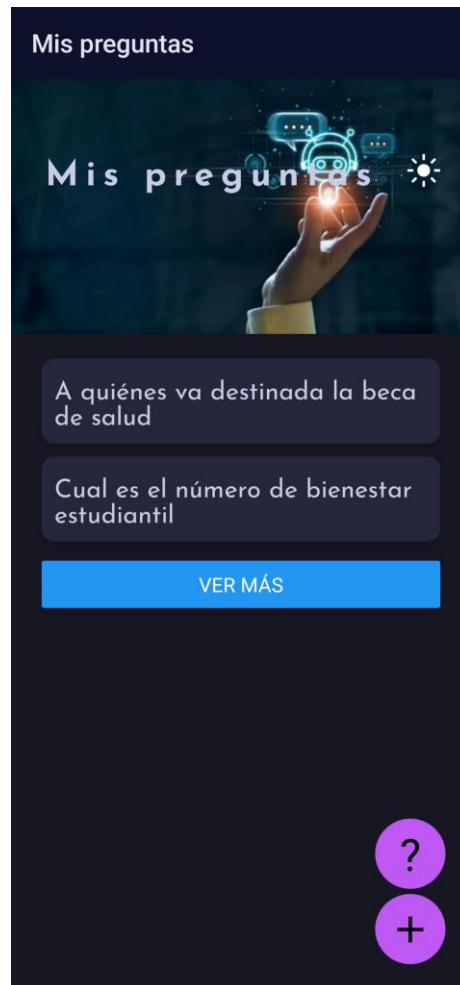 Mis preguntas
Mis preguntas
A quiénes va destinada la beca
de salud
Cual es el número de bienestar
estudiantil
VER MÁS
?
+